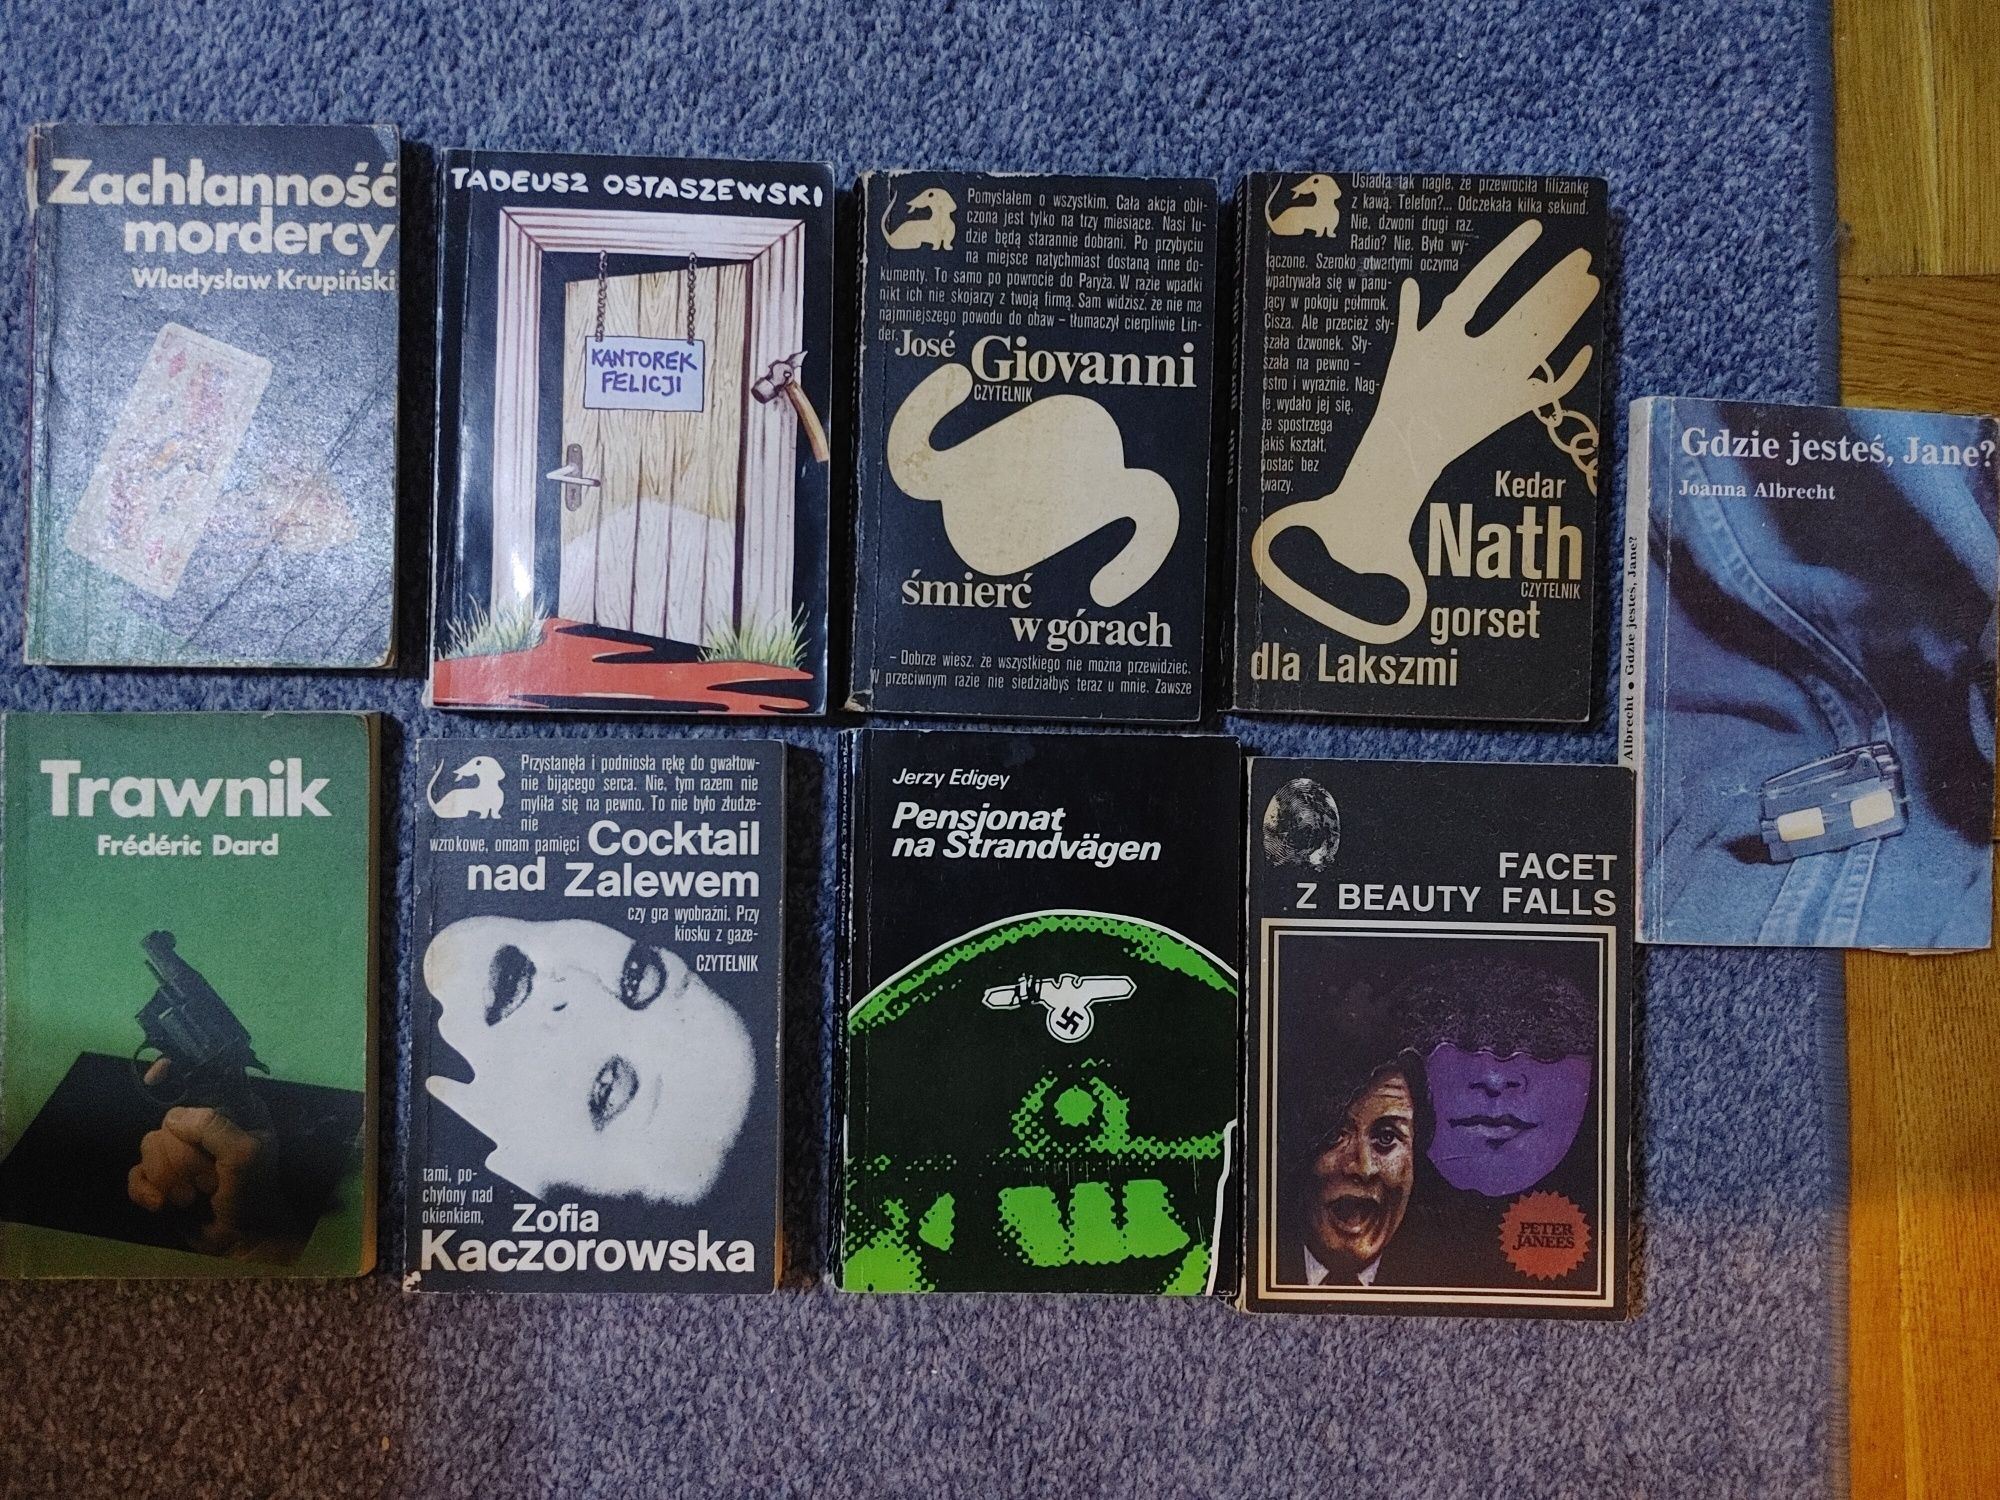 Zachłanność
mordercy
Władysław Krupiński
TADEUSZ OSTASZEWSKI
KANTOREK
FELICJI
Pomyślałem o wszystkim. Cała akcja obli-
czona jest tylko na trzy miesiące. Nasi lu-
dzie będą starannie dobrani. Po przybyciu
na miejsce natychmiast dostaną inne do-
kumenty. To samo po powrocie do Paryża. W razie wpadki
nikt ich nie skojarzy z twoją firmą. Sam widzisz, że nie ma
najmniejszego powodu do obaw – tłumaczył cierpliwie Lin-
der.
José
Giovanni
CZYTELNIK
śmierć
w górach
– Dobrze wiesz, że wszystkiego nie można przewidzieć.
W przeciwnym razie nie siedziałbyś teraz u mnie. Zawsze
Usiadła tak nagle, że przewróciła filiżankę
z kawą. Telefon?... Odczekała kilka sekund.
Nie, dzwoni drugi raz.
Radio? Nie. Było wy-
łączone. Szeroko otwartymi oczyma
wpatrywała się w panu-
jący w pokoju półmrok.
Cisza. Ale przecież sły-
szała dzwonek. Sły-
szała na pewno –
ostro i wyraźnie. Nag-
le wydało jej się,
że spostrzega
jakiś kształt,
postać bez
twarzy.
Kedar
Nath
CZYTELNIK
gorset
dla Lakszmi
Gdzie jesteś, Jane?
Joanna Albrecht
Albrecht • Gdzie jesteś, Jane?
Trawnik
Frédéric Dard
Przystanęła i podniosła rękę do gwałtow-
nie bijącego serca. Nie, tym razem nie
myliła się na pewno. To nie było złudze-
nie
wzrokowe, omam pamięci
Cocktail
nad Zalewem
czy gra wyobraźni. Przy
kiosku z gaze-
CZYTELNIK
tami, po-
chylony nad
okienkiem,
Zofia
Kaczorowska
Jerzy Edigey
Pensjonat
na Strandvägen
JERZY EDIGEY PENSJONAT NA STRANDVÄGEN
FACET
Z BEAUTY FALLS
PETER
JANEES